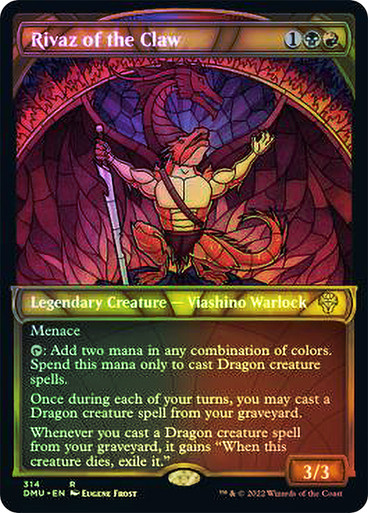 Rivaz of the Claw 1
Legendary Creature — Viashino Warlock
Menace
: Add two mana in any combination of colors.
Spend this mana only to cast Dragon creature
spells.
Once during each of your turns, you may cast a
Dragon creature spell from your graveyard.
Whenever you cast a Dragon creature spell
from your graveyard, it gains “When this
creature dies, exile it.”
3/3
314 R
DMU • EN Eugene Frost
™ & © 2022 Wizards of the Coast